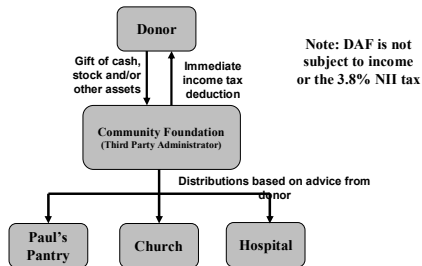 Donor
Gift of cash,
stock and/or
other assets
Immediate
income tax
deduction
Note: DAF is not
subject to income
or the 3.8% NII tax
Community Foundation
(Third Party Administrator)
Distributions based on advice from
donor
Paul's
Pantry
Church
Hospital